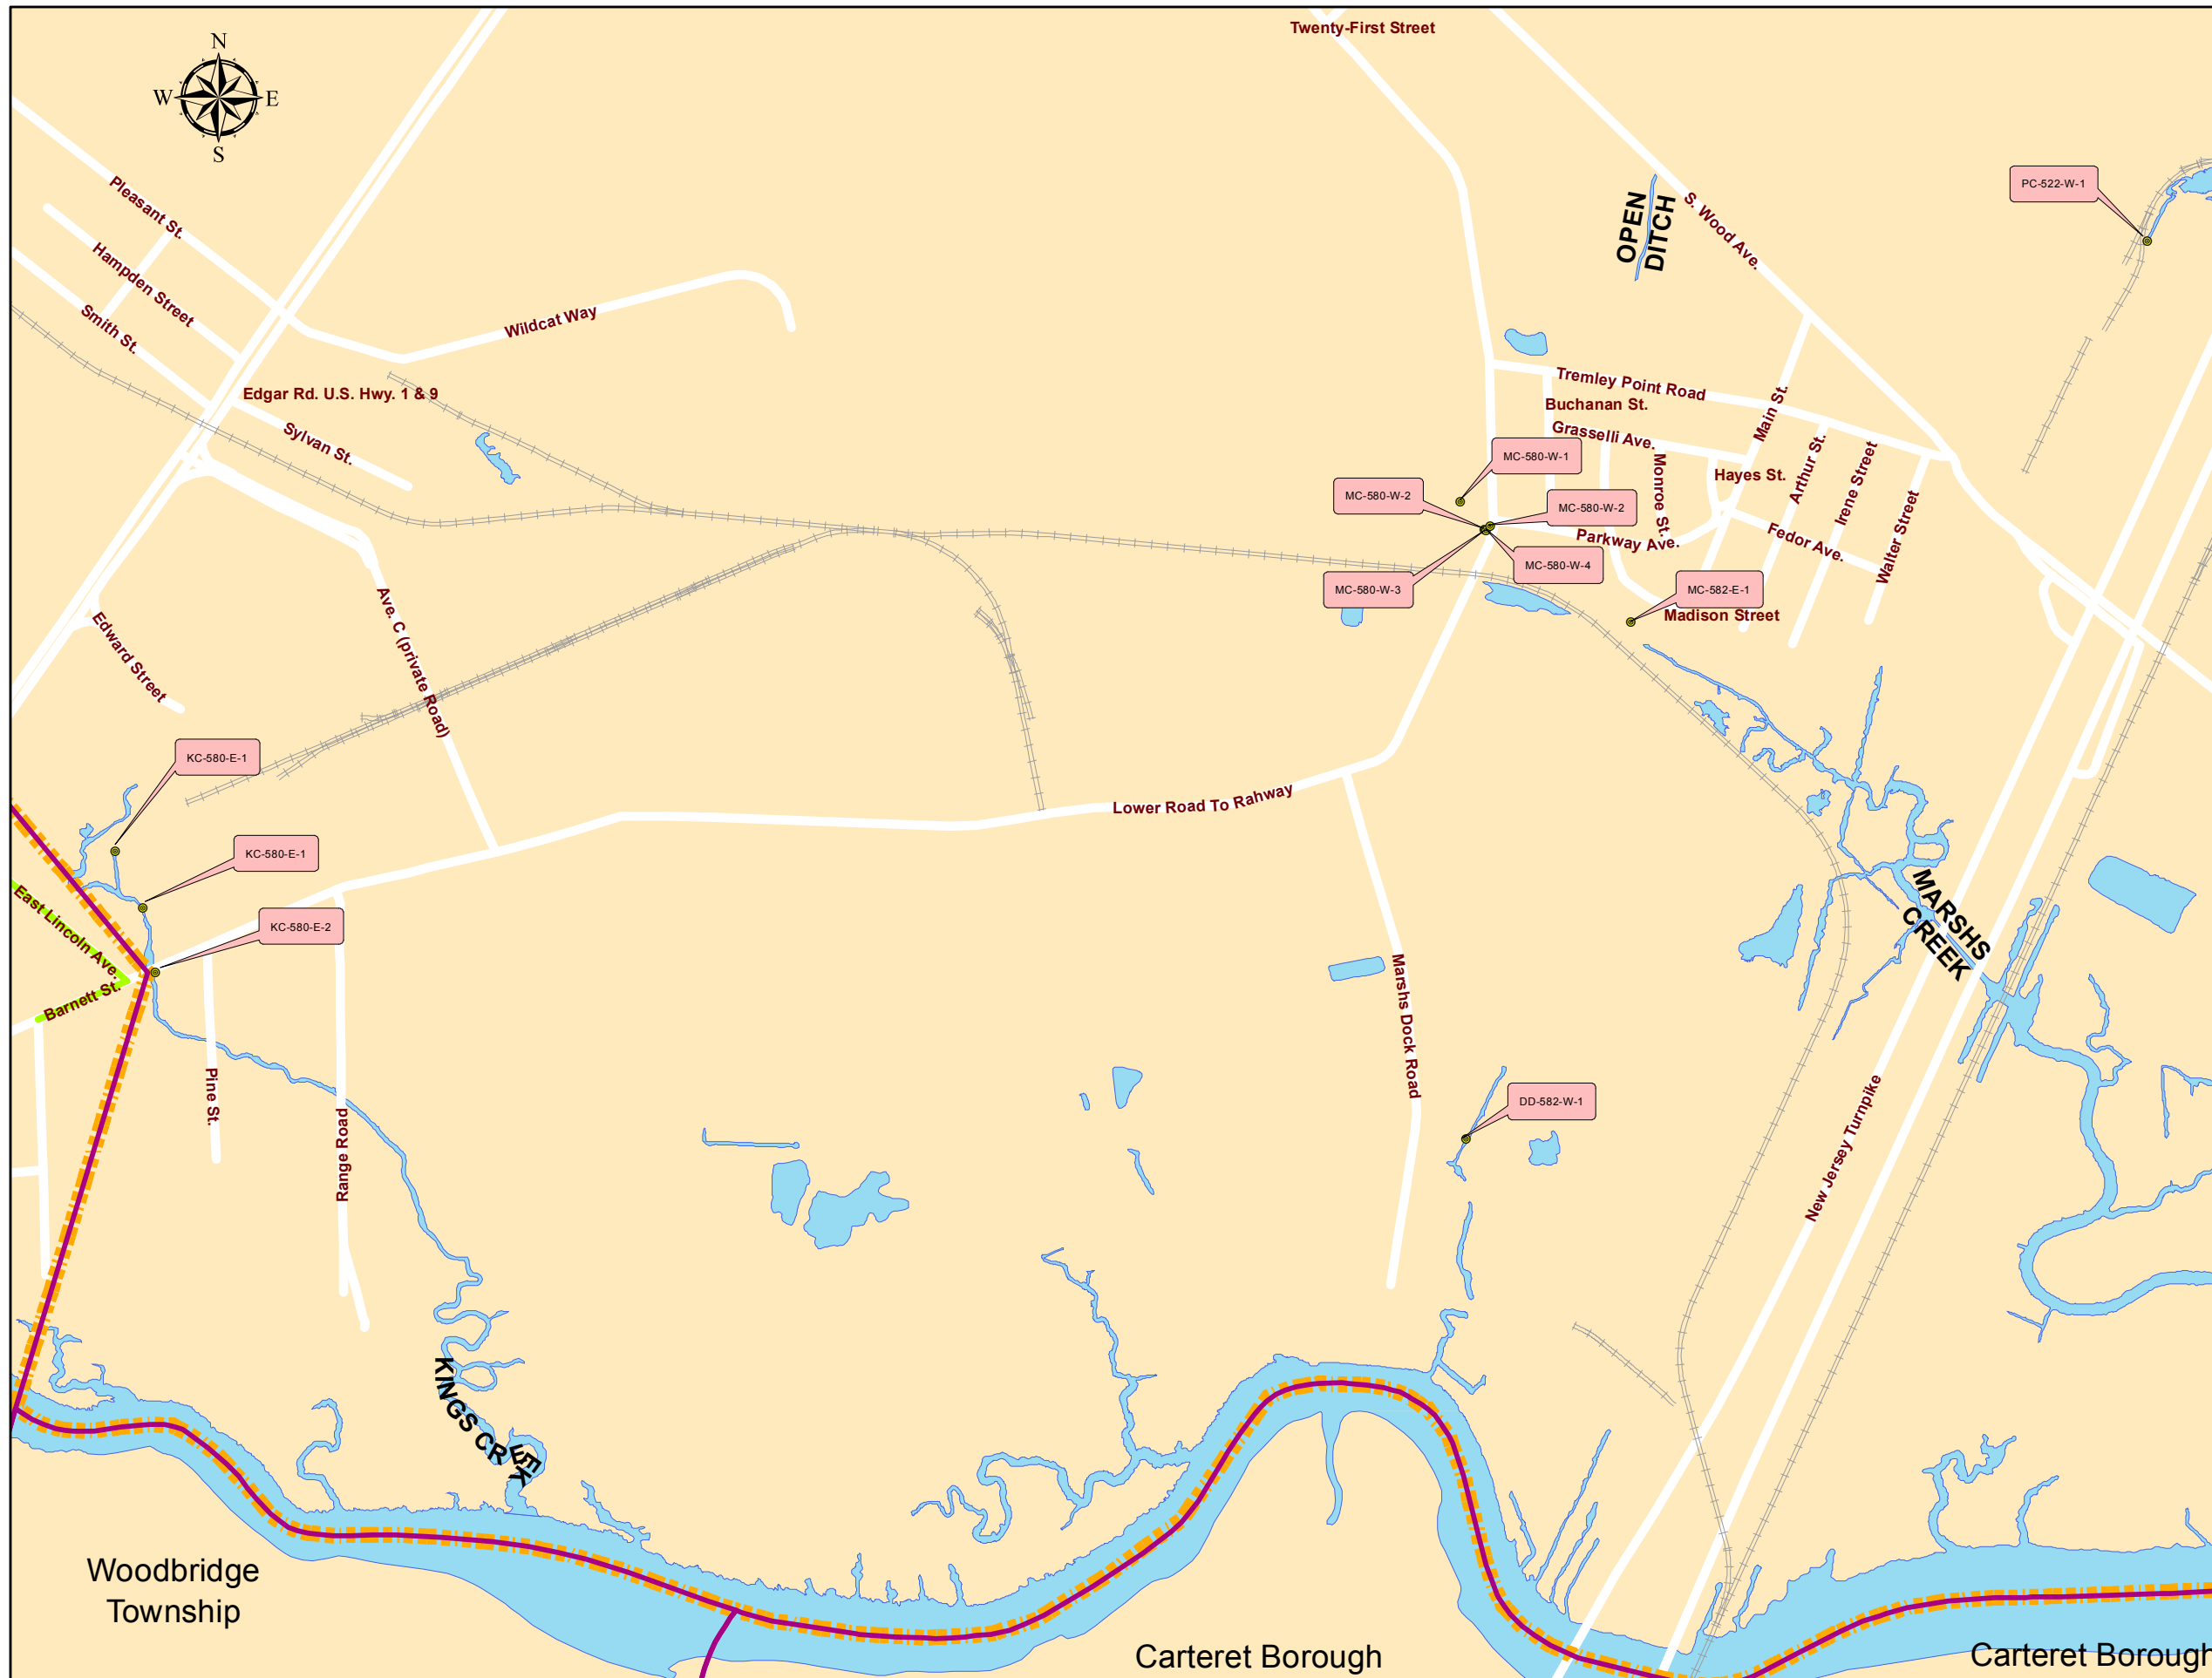 Twenty-First Street
N
W
E
S
PC-522-W-1
Pleasant St.
OPEN
DITCH
S. Wood Ave.
Hampden Street
Smith St.
Wildcat Way
Tremley Point Road
Edgar Rd. U.S. Hwy. 1 & 9
Buchanan St.
Main St.
Sylvan St.
Grasselli Ave.
MC-580-W-1
Monroe St.
Hayes St.
Arthur St.
Irene Street
MC-580-W-2
MC-580-W-2
Parkway Ave.
Fedor Ave.
Walter Street
MC-580-W-4
MC-580-W-3
MC-582-E-1
Madison Street
Edward Street
Ave. C (private Road)
KC-580-E-1
Lower Road To Rahway
KC-580-E-1
East Lincoln Ave.
KC-580-E-2
MARSHS
CREEK
Barnett St.
Marshs Dock Road
Pine St.
Range Road
DD-582-W-1
New Jersey Turnpike
KINGS CREEK
Woodbridge
Township
Carteret Borough
Carteret Borough